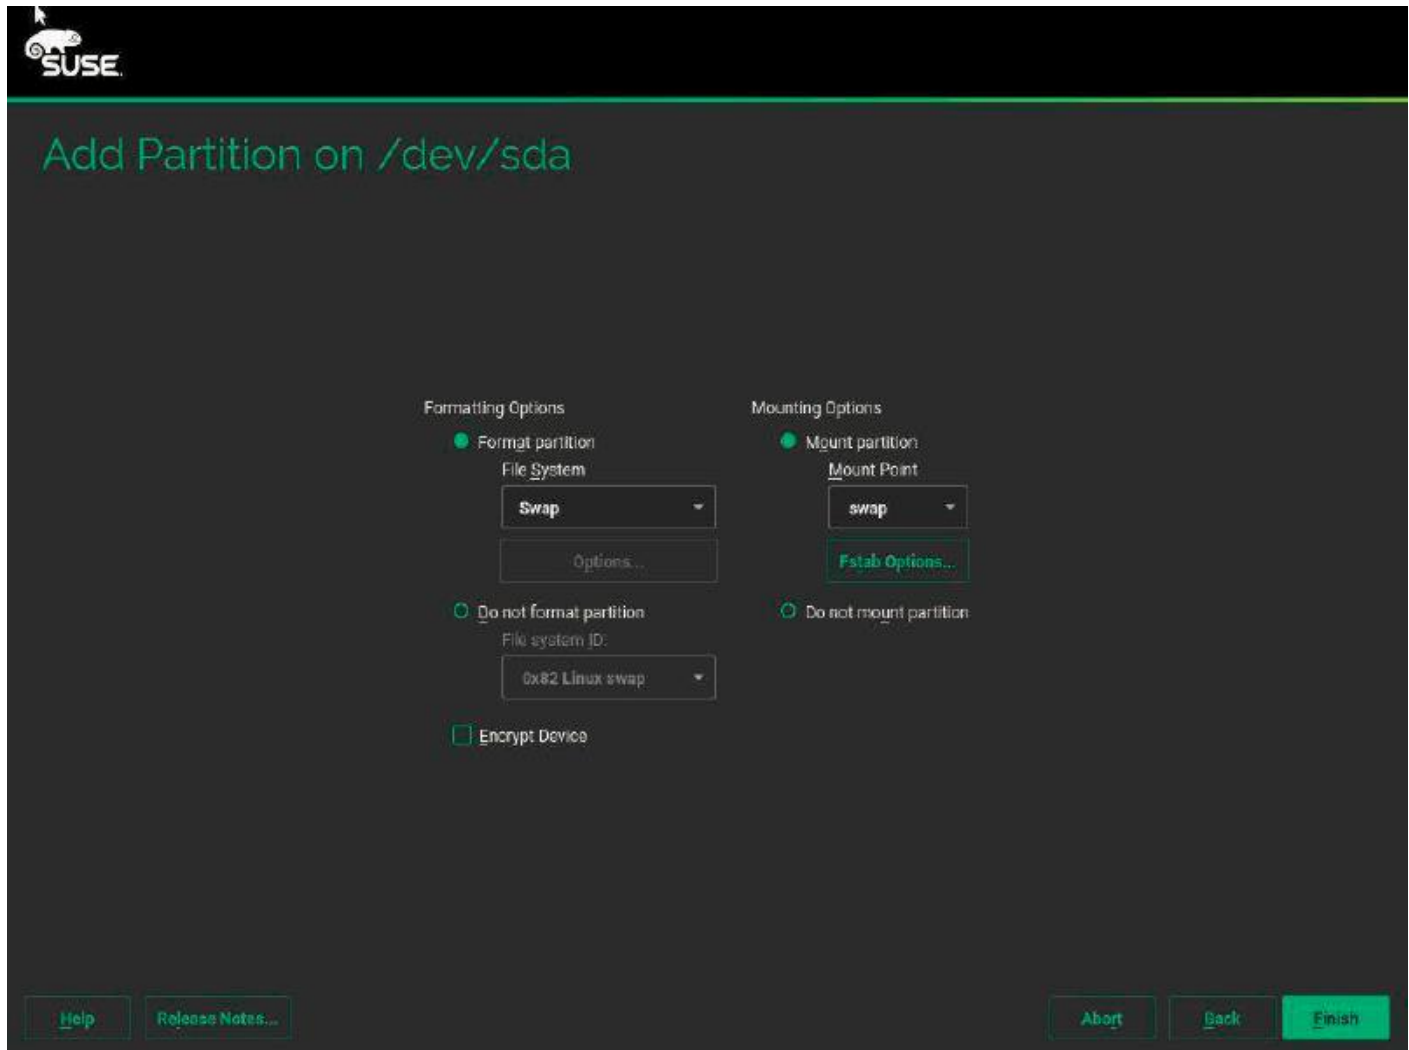 SUSE.
Add Partition on /dev/sda
Formatting Options
Format partition
File System
Swap
Options...
Do not format partition
File system ID:
0x82 Linux swap
Encrypt Device
Mounting Options
Mount partition
Mount Point
swap
Fstab Options...
Do not mount partition
Help
Release Notes...
Abort
Back
Finish